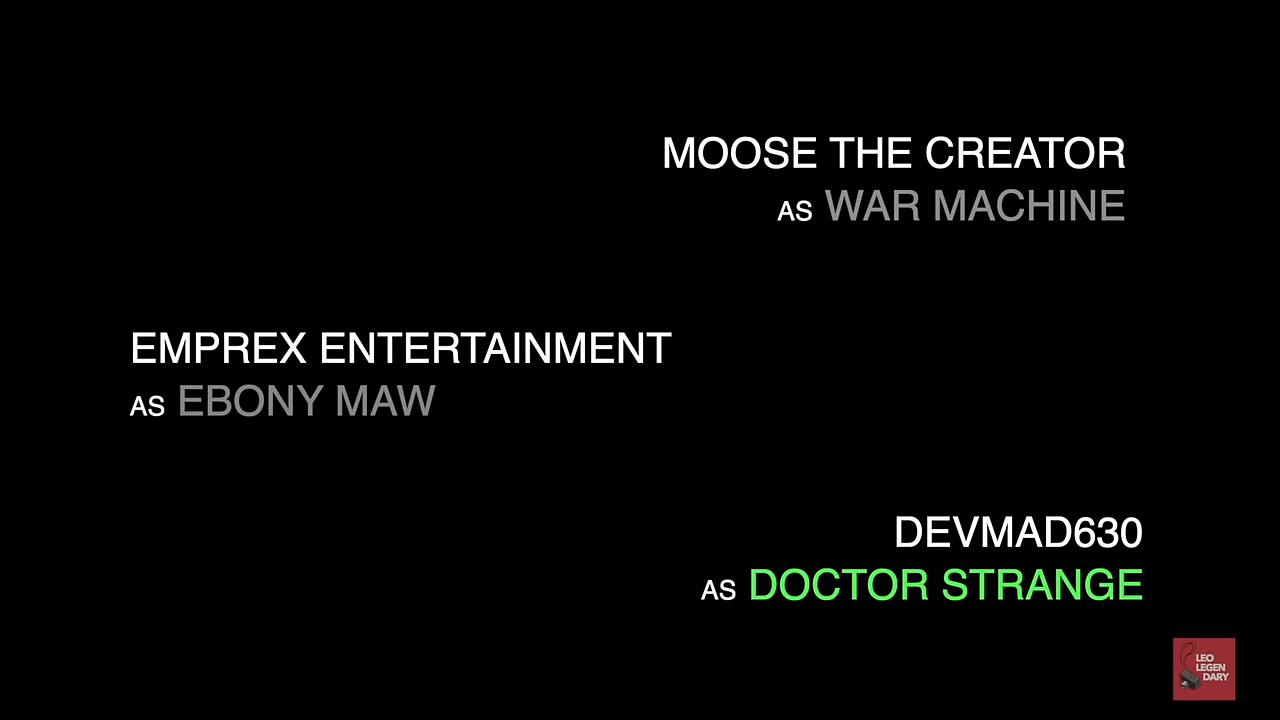 MOOSE THE CREATOR
AS WAR MACHINE
EMPREX ENTERTAINMENT
AS EBONY MAW
DEVMAD630
AS DOCTOR STRANGE
LEO
LEGEN
DARY